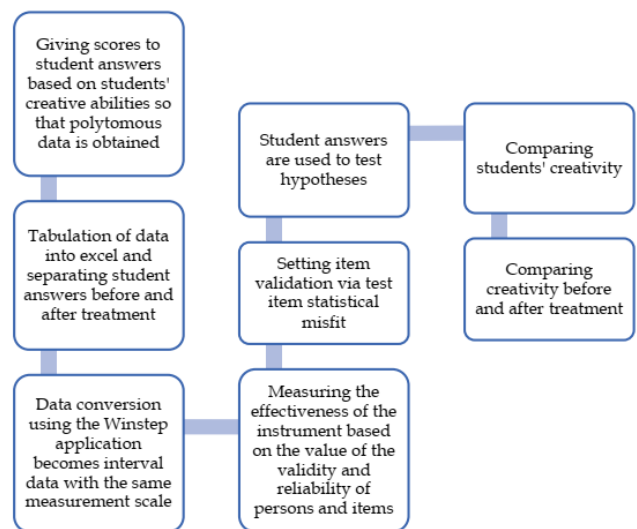 Giving scores to
student answers
based on students'
creative abilities so
that polytomous
data is obtained
Tabulation of data
into excel and
separating student
answers before and
after treatment
Data conversion
using the Winstep
application
becomes interval
data with the same
measurement scale
Measuring the
effectiveness of the
instrument based
on the value of the
validity and
reliability of
persons and items
Setting item
validation via test
item statistical
misfit
Student answers
are used to test
hypotheses
Comparing
students' creativity
Comparing
creativity before
and after treatment